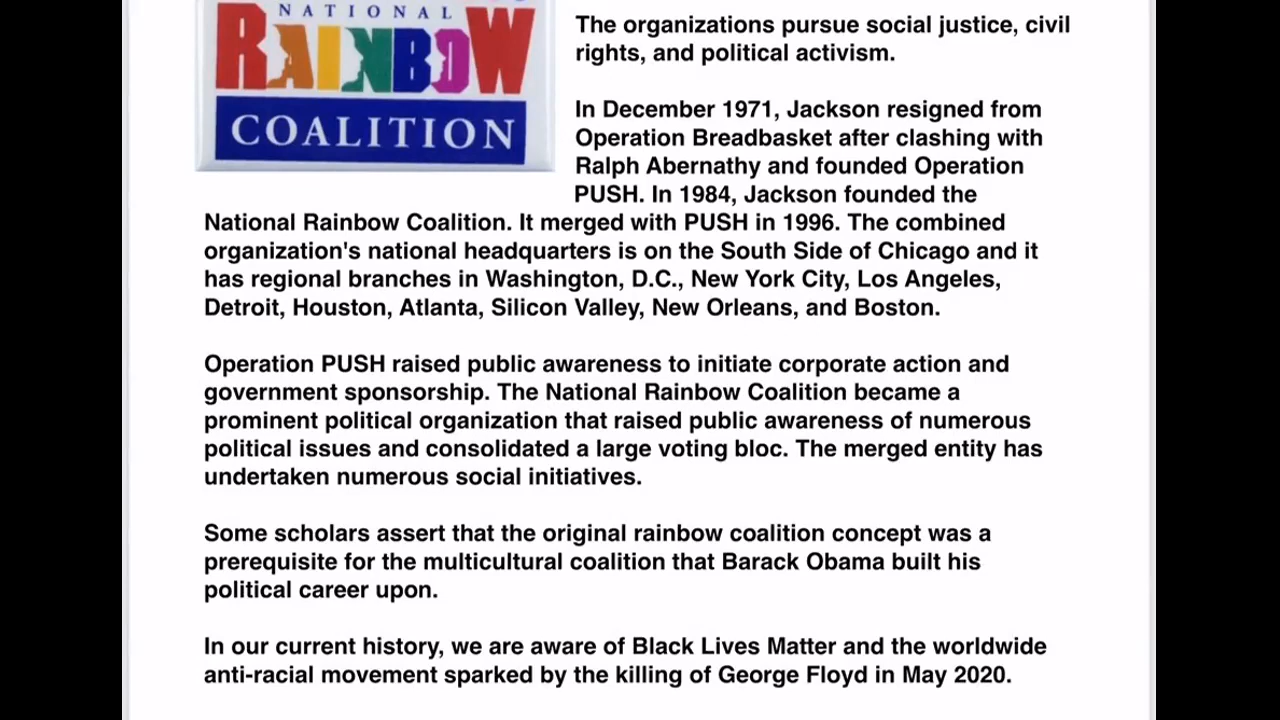 NATIONAL
RAINBOW
COALITION
The organizations pursue social justice, civil
rights, and political activism.
In December 1971, Jackson resigned from
Operation Breadbasket after clashing with
Ralph Abernathy and founded Operation
PUSH. In 1984, Jackson founded the
National Rainbow Coalition. It merged with PUSH in 1996. The combined
organization's national headquarters is on the South Side of Chicago and it
has regional branches in Washington, D.C., New York City, Los Angeles,
Detroit, Houston, Atlanta, Silicon Valley, New Orleans, and Boston.
Operation PUSH raised public awareness to initiate corporate action and
government sponsorship. The National Rainbow Coalition became a
prominent political organization that raised public awareness of numerous
political issues and consolidated a large voting bloc. The merged entity has
undertaken numerous social initiatives.
Some scholars assert that the original rainbow coalition concept was a
prerequisite for the multicultural coalition that Barack Obama built his
political career upon.
In our current history, we are aware of Black Lives Matter and the worldwide
anti-racial movement sparked by the killing of George Floyd in May 2020.